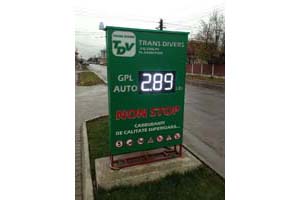 TDV
TRANS DIVERS
GPL
AUTO
2.89
NON STOP
CARBURANTI
DE CALITATE SUPERIOARA...